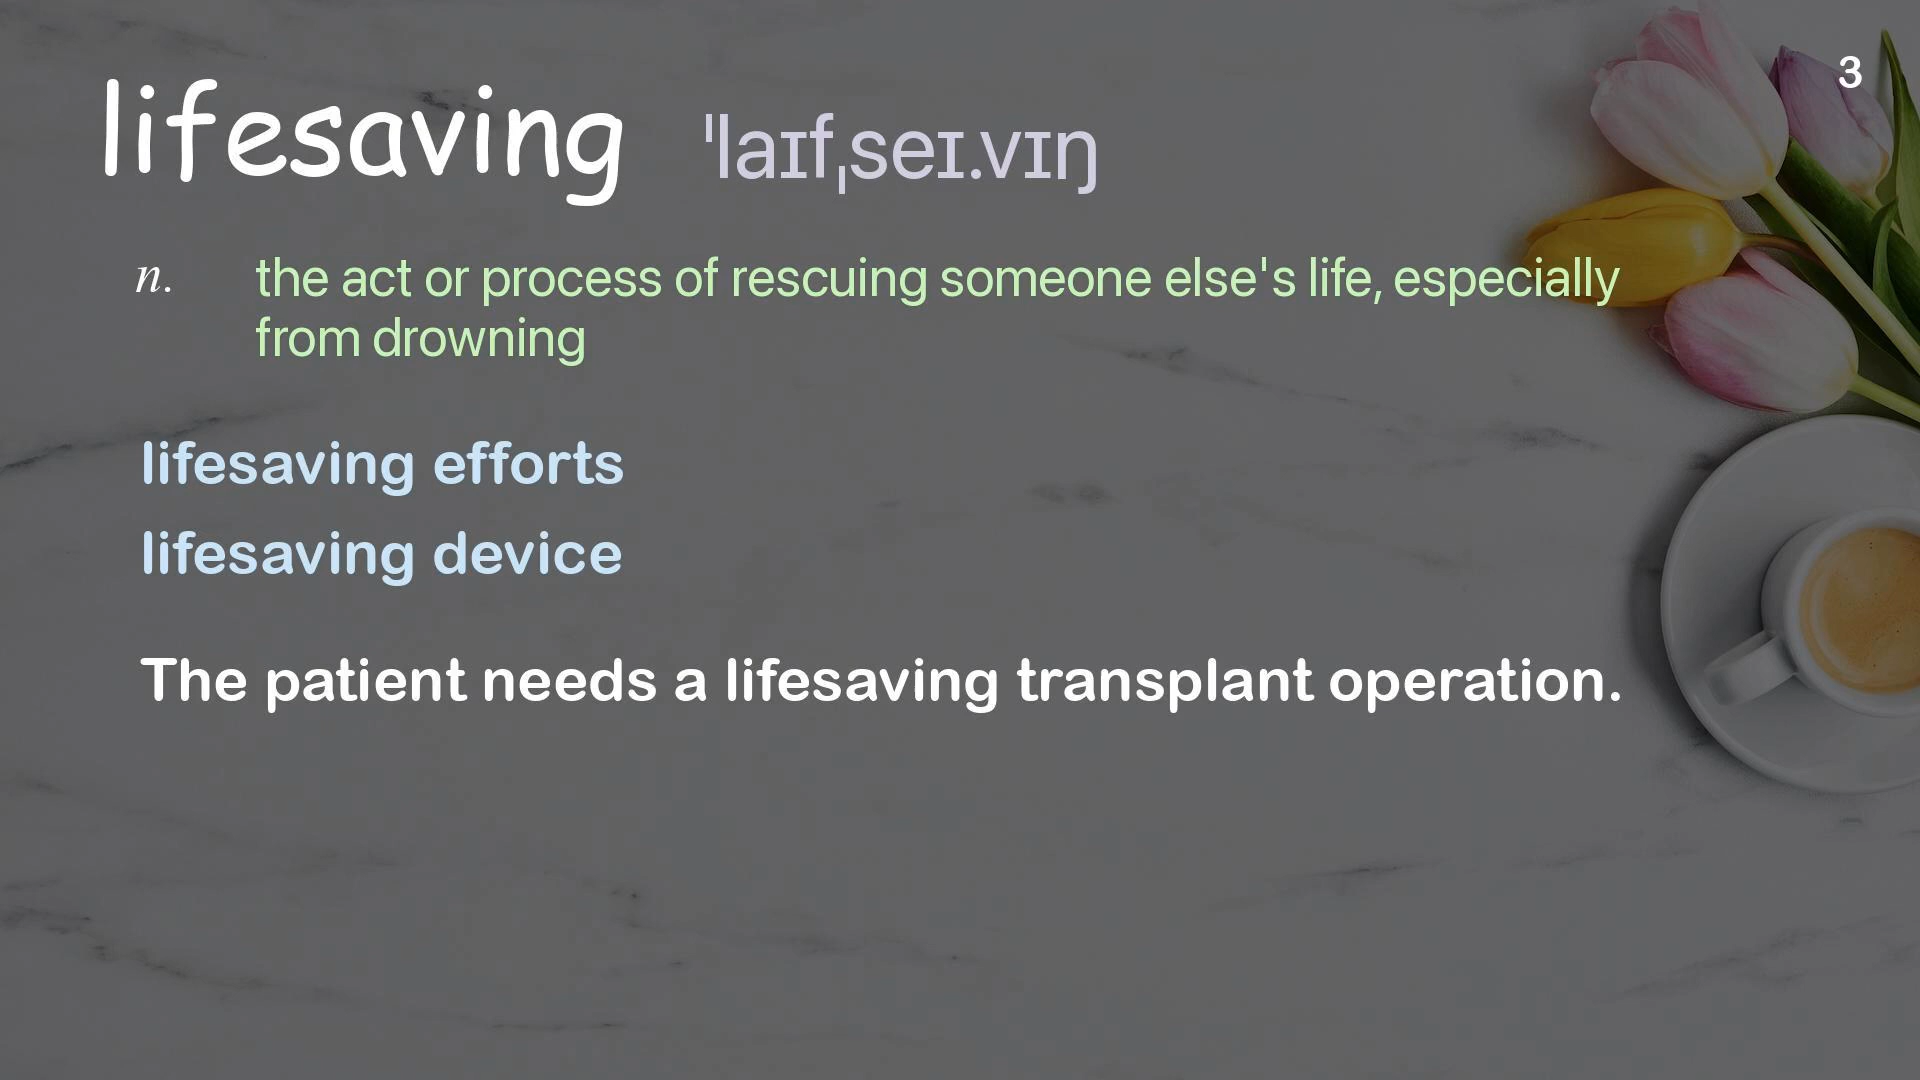 3
lifesaving ˈlaɪfˌseɪ.vɪŋ
n. the act or process of rescuing someone else's life, especially
from drowning
lifesaving efforts
lifesaving device
The patient needs a lifesaving transplant operation.